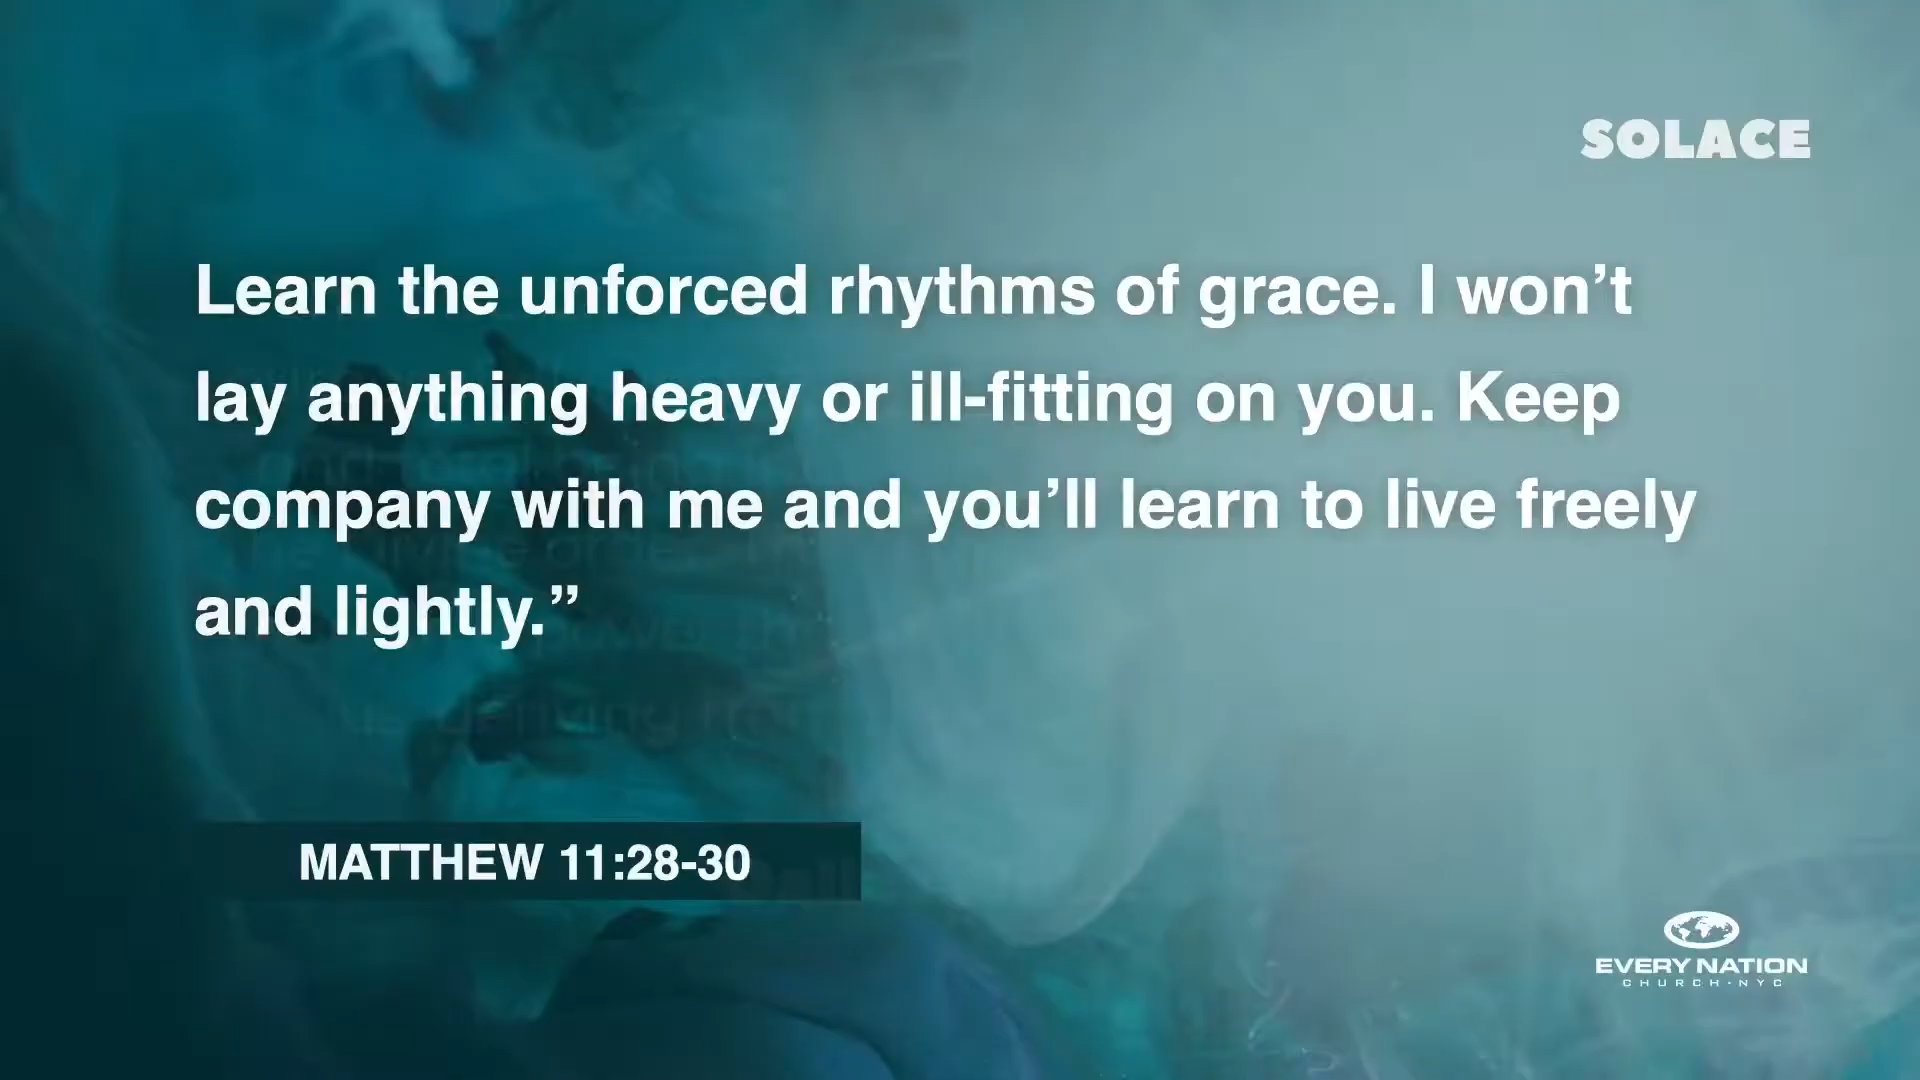 SOLACE
Learn the unforced rhythms of grace. I won’t
lay anything heavy or ill-fitting on you. Keep
company with me and you’ll learn to live freely
and lightly.”
MATTHEW 11:28-30
EVERY NATION
CHURCH·NYC